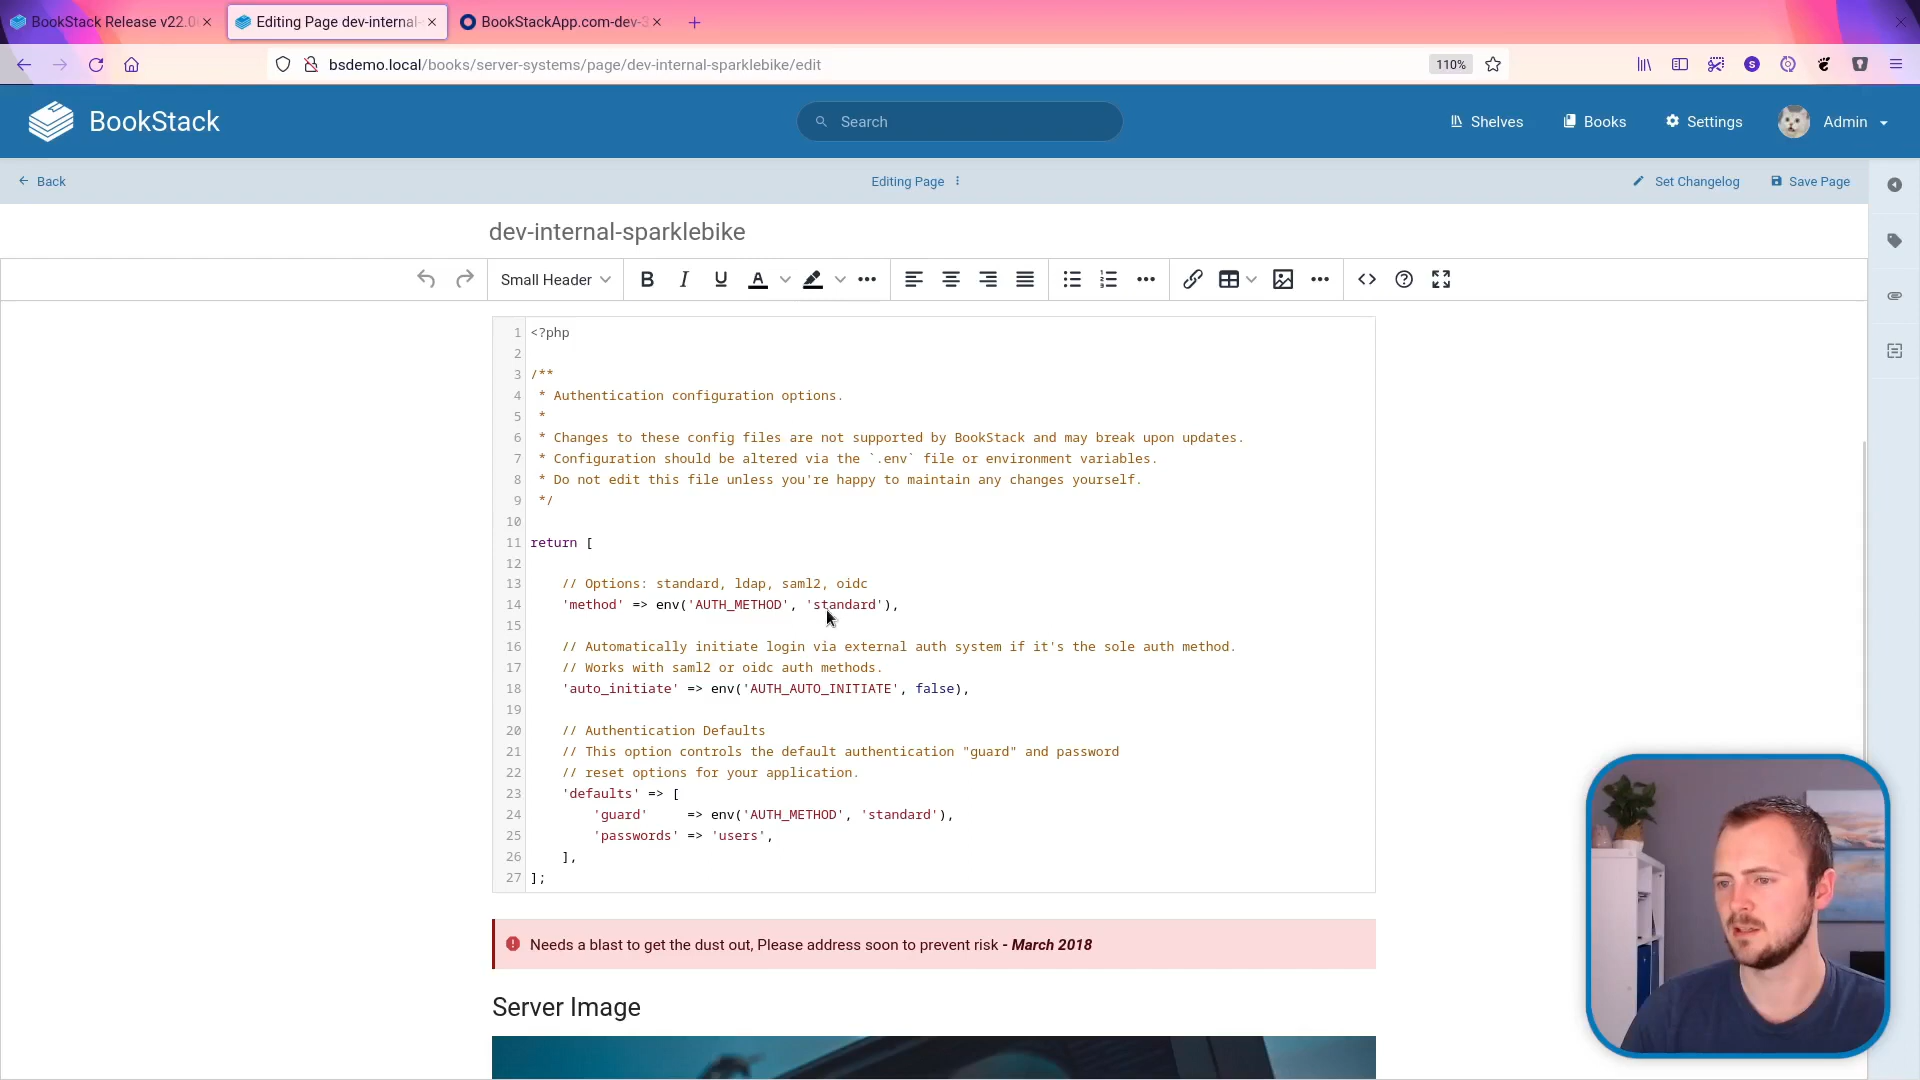 BookStack Release v22.0
Editing Page dev-internal-
BookStackApp.com-dev-
bsdemo.local/books/server-systems/page/dev-internal-sparklebike/edit
110%
S
BookStack
Search
Shelves
Books
Settings
Admin
Back
Editing Page
Set Changelog
Save Page
dev-internal-sparklebike
Small Header
B
I
U
A
1 <?php
2
3 /**
4  * Authentication configuration options.
5  *
6  * Changes to these config files are not supported by BookStack and may break upon updates.
7  * Configuration should be altered via the `.env` file or environment variables.
8  * Do not edit this file unless you're happy to maintain any changes yourself.
9  */
10
11 return [
12
13     // Options: standard, ldap, saml2, oidc
14     'method' => env('AUTH_METHOD', 'standard'),
15
16     // Automatically initiate login via external auth system if it's the sole auth method.
17     // Works with saml2 or oidc auth methods.
18     'auto_initiate' => env('AUTH_AUTO_INITIATE', false),
19
20     // Authentication Defaults
21     // This option controls the default authentication "guard" and password
22     // reset options for your application.
23     'defaults' => [
24         'guard'     => env('AUTH_METHOD', 'standard'),
25         'passwords' => 'users',
26     ],
27 ];
Needs a blast to get the dust out, Please address soon to prevent risk - March 2018
Server Image